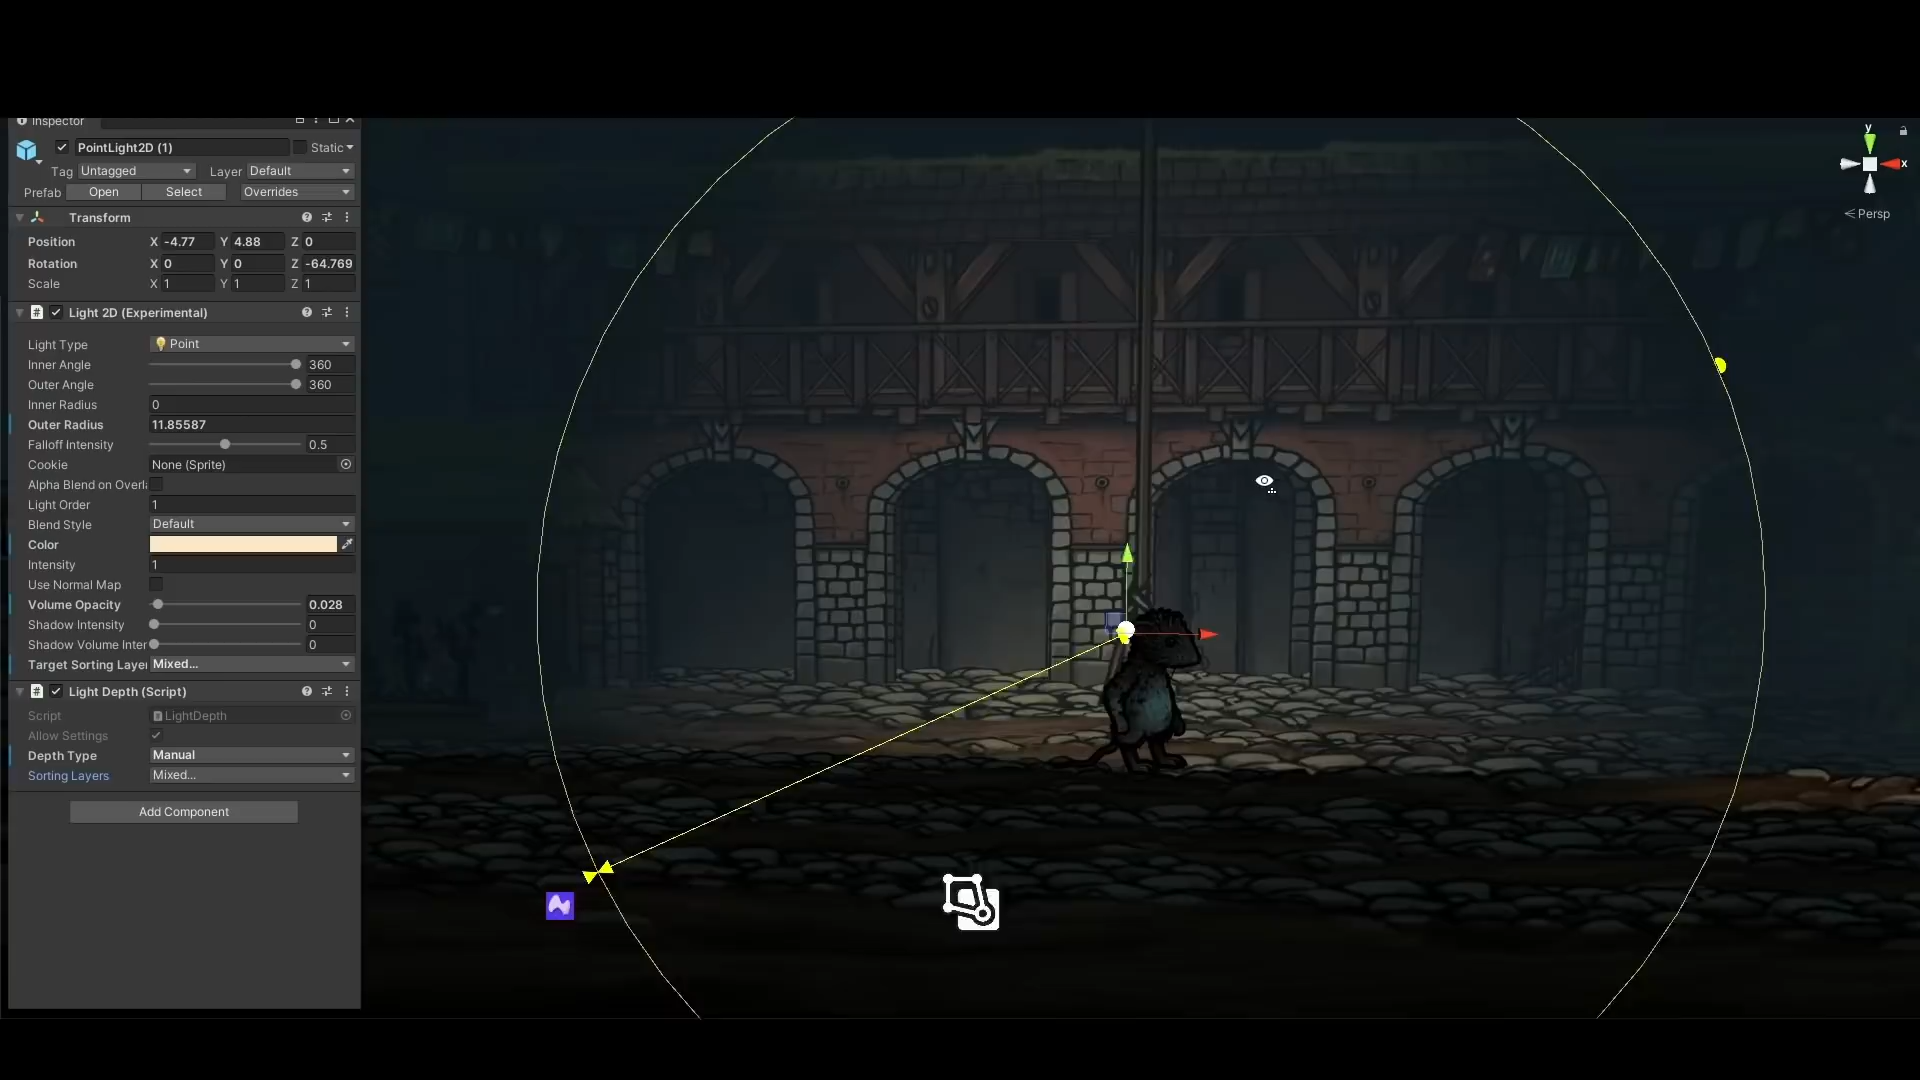 Inspector
PointLight2D (1) Static
Tag Untagged Layer Default
Prefab Open Select Overrides
Transform
Position X -4.77 Y 4.88 Z 0
Rotation X 0 Y 0 Z -64.769
Scale X 1 Y 1 Z 1
Light 2D (Experimental)
Light Type Point
Inner Angle 360
Outer Angle 360
Inner Radius 0
Outer Radius 11.85587
Falloff Intensity 0.5
Cookie None (Sprite)
Alpha Blend on Overl
Light Order 1
Blend Style Default
Color
Intensity 1
Use Normal Map
Volume Opacity 0.028
Shadow Intensity 0
Shadow Volume Inter 0
Target Sorting Layer Mixed...
Light Depth (Script)
Script LightDepth
Allow Settings
Depth Type Manual
Sorting Layers Mixed...
Add Component
y
x
< Persp